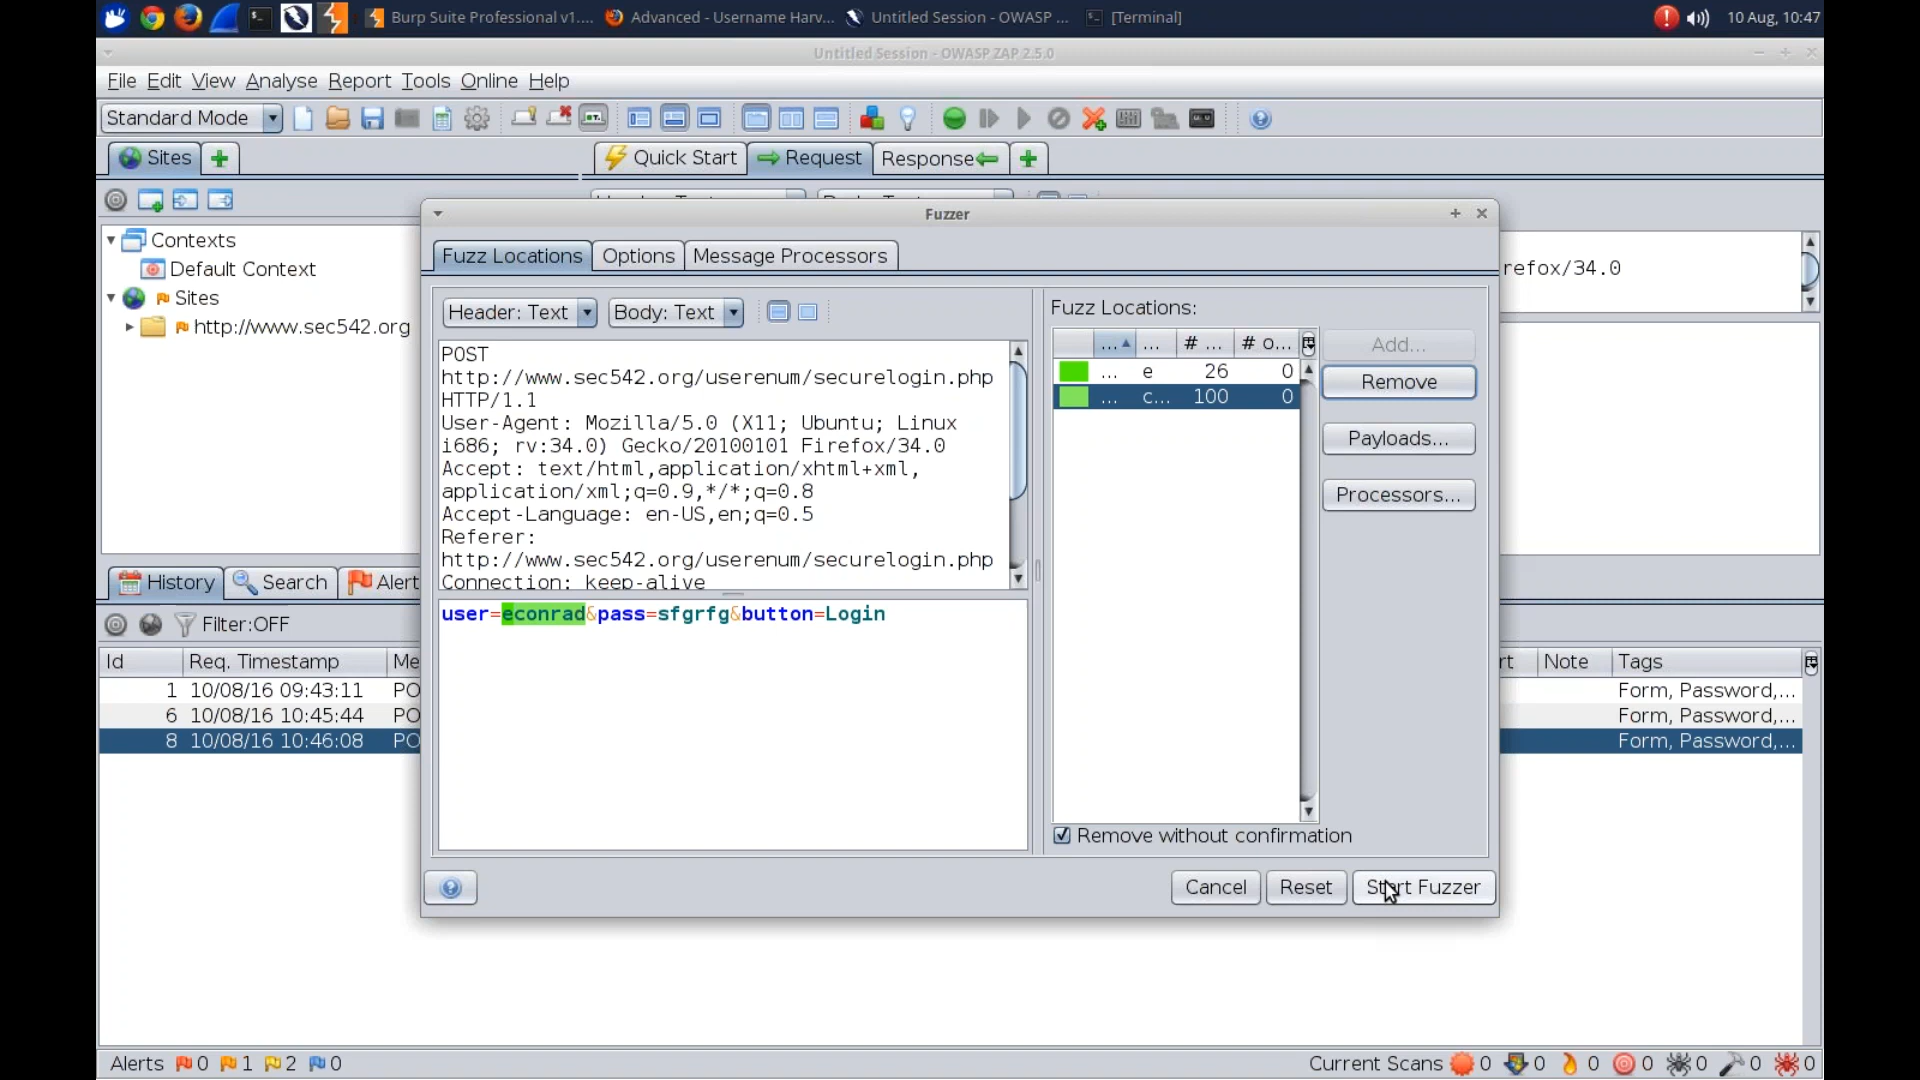 Burp Suite Professional v1....
Advanced - Username Harv...
Untitled Session - OWASP ...
[Terminal]
10 Aug, 10:47
Untitled Session - OWASP ZAP 2.5.0
File Edit View Analyse Report Tools Online Help
Standard Mode
Sites
Quick Start
Request
Response
Fuzzer
Contexts
Default Context
Sites
http://www.sec542.org
Fuzz Locations
Options
Message Processors
refox/34.0
Header: Text
Body: Text
Fuzz Locations:
POST
http://www.sec542.org/userenum/securelogin.php
HTTP/1.1
User-Agent: Mozilla/5.0 (X11; Ubuntu; Linux
i686; rv:34.0) Gecko/20100101 Firefox/34.0
Accept: text/html,application/xhtml+xml,
application/xml;q=0.9,*/*;q=0.8
Accept-Language: en-US,en;q=0.5
Referer:
http://www.sec542.org/userenum/securelogin.php
Connection: keep-alive
... ... # ... # o...
... e 26 0
... c... 100 0
Add...
Remove
Payloads...
Processors...
user=econrad&pass=sfgrfg&button=Login
Remove without confirmation
Cancel
Reset
Start Fuzzer
History
Search
Alert
Filter:OFF
Id Req. Timestamp Me rt Note Tags
1 10/08/16 09:43:11 PO Form, Password,...
6 10/08/16 10:45:44 PO Form, Password,...
8 10/08/16 10:46:08 PO Form, Password,...
Alerts 0 1 2 0
Current Scans 0 0 0 0 0 0 0